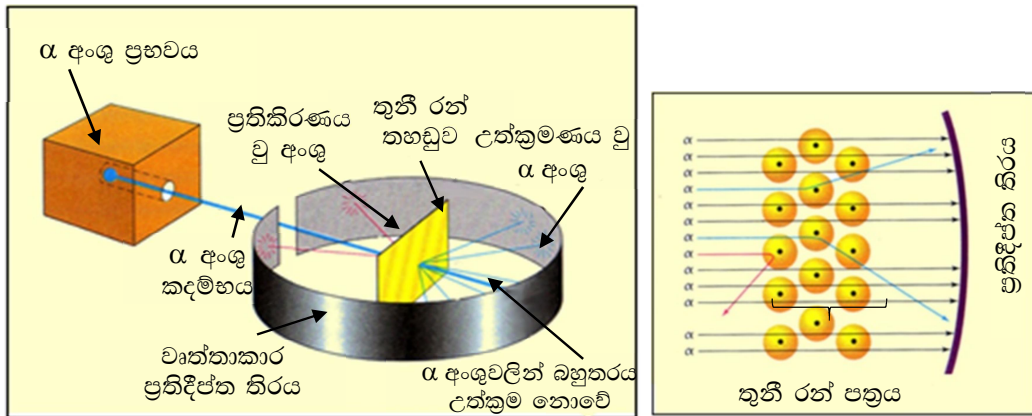 α අංශු ප්‍රභවය
ප්‍රතිකිරණය
වු අංශු
තුනී රන්
තහඩුව
උත්ක්‍රමණය වු
α අංශු
α අංශු
කදම්භය
වෘත්තාකාර
ප්‍රතිදීප්ත තිරය
α අංශුවලින් බහුතරය
උත්ක්‍රම නොවේ
α
α
α
α
α
α
α
α
α
α
α
α
α
ප්‍රතිදීප්ත තිරය
තුනී රන් පත්‍රය